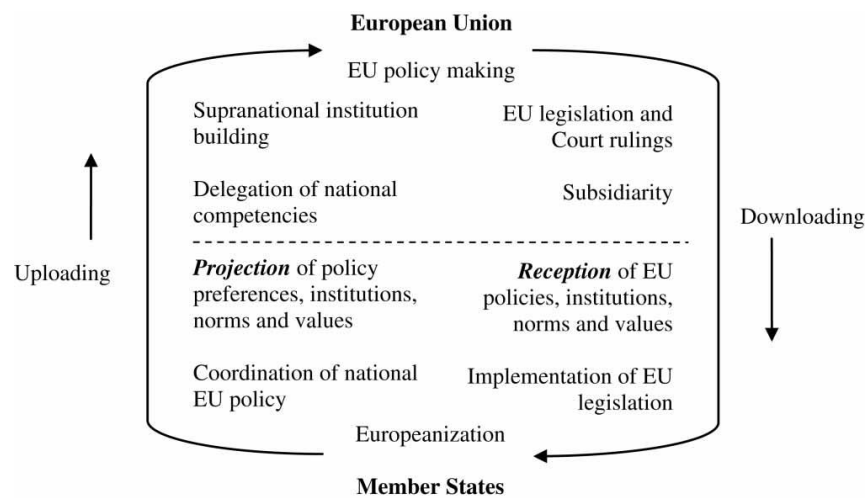 European Union
EU policy making
Supranational institution
building
EU legislation and
Court rulings
Delegation of national
competencies
Subsidiarity
Uploading
Downloading
Projection of policy
preferences, institutions,
norms and values
Reception of EU
policies, institutions,
norms and values
Coordination of national
EU policy
Implementation of EU
legislation
Europeanization
Member States